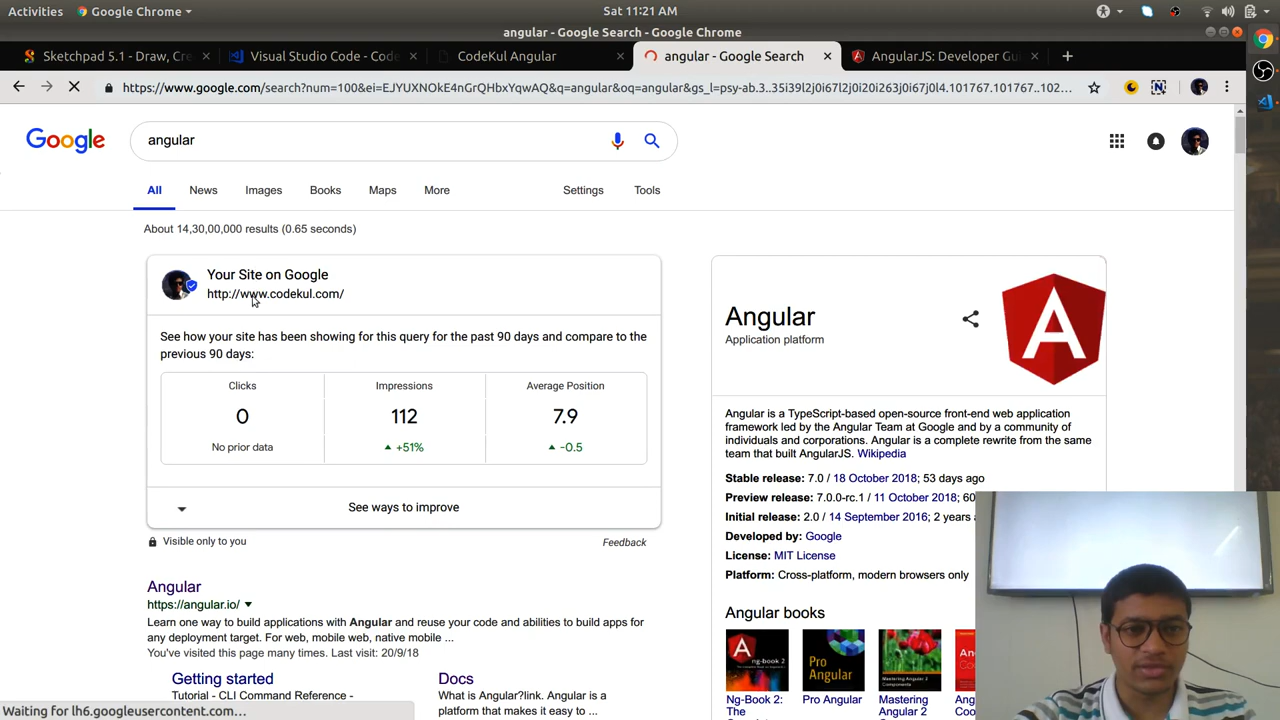 Activities
Google Chrome
Sat 11:21 AM
angular - Google Search - Google Chrome
Sketchpad 5.1 - Draw, Cre
Visual Studio Code - Code
CodeKul Angular
angular - Google Search
AngularJS: Developer Gui
https://www.google.com/search?num=100&ei=EJYUXNOkE4nGrQHaxYqwAQ&q=angular&oq=angular&gs_l=psy-ab.3..35i39l2j0i67l2j0i20i263j0i67j0l4.101767.101767..102...
Google
angular
All
News
Images
Books
Maps
More
Settings
Tools
About 14,30,00,000 results (0.65 seconds)
Your Site on Google
http://www.codekul.com/
See how your site has been showing for this query for the past 90 days and compare to the
previous 90 days:
Clicks
Impressions
Average Position
0
112
7.9
No prior data
+51%
-0.5
See ways to improve
Visible only to you
Feedback
Angular
https://angular.io/
Learn one way to build applications with Angular and reuse your code and abilities to build apps for
any deployment target. For web, mobile web, native mobile ...
You've visited this page many times. Last visit: 20/9/18
Getting started
Tutorial - CLI Command Reference -
Docs
What is Angular?link. Angular is a
platform that makes it easy to ...
Angular
Application platform
Angular is a TypeScript-based open-source front-end web application
framework led by the Angular Team at Google and by a community of
individuals and corporations. Angular is a complete rewrite from the same
team that built AngularJS. Wikipedia
Stable release: 7.0 / 18 October 2018; 53 days ago
Preview release: 7.0.0-rc.1 / 11 October 2018; 60
Initial release: 2.0 / 14 September 2016; 2 years
Developed by: Google
License: MIT License
Platform: Cross-platform, modern browsers only
Angular books
Ng-Book 2:
The
Pro Angular
Mastering
Angular 2
Ang
Coo